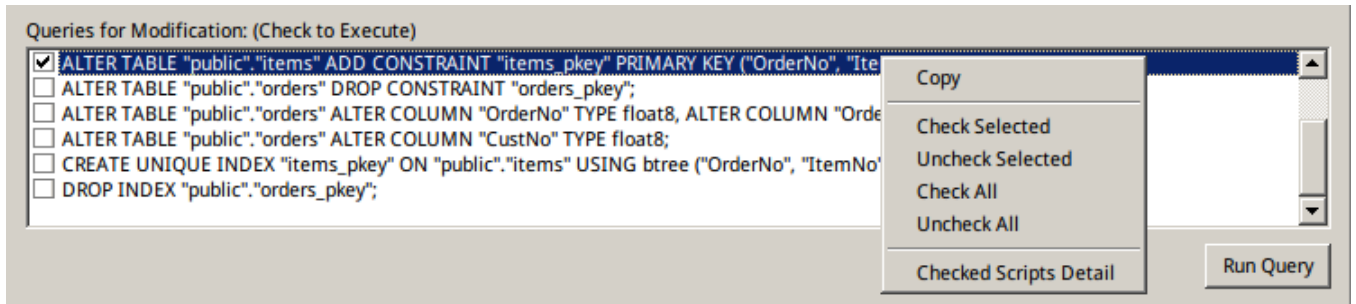 Queries for Modification: (Check to Execute)
ALTER TABLE "public"."items" ADD CONSTRAINT "items_pkey" PRIMARY KEY ("OrderNo", "Ite
ALTER TABLE "public"."orders" DROP CONSTRAINT "orders_pkey";
ALTER TABLE "public"."orders" ALTER COLUMN "OrderNo" TYPE float8, ALTER COLUMN "Orde
ALTER TABLE "public"."orders" ALTER COLUMN "CustNo" TYPE float8;
CREATE UNIQUE INDEX "items_pkey" ON "public"."items" USING btree ("OrderNo", "ItemNo"
DROP INDEX "public"."orders_pkey";
Copy
Check Selected
Uncheck Selected
Check All
Uncheck All
Checked Scripts Detail
Run Query